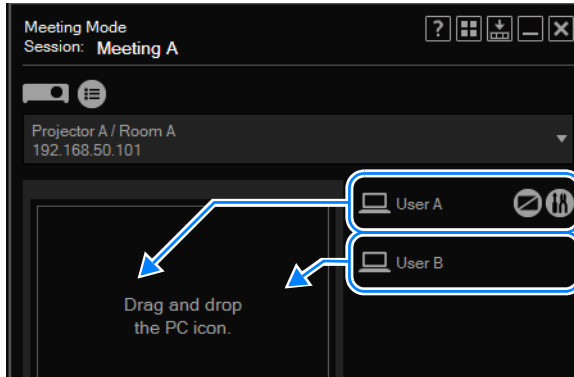 Meeting Mode
Session: Meeting A
?
Projector A / Room A
192.168.50.101
User A
User B
Drag and drop
the PC icon.